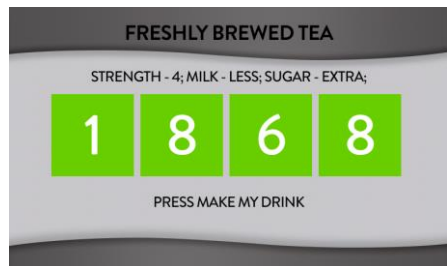 FRESHLY BREWED TEA
STRENGTH - 4; MILK - LESS; SUGAR - EXTRA;
1 8 6 8
PRESS MAKE MY DRINK